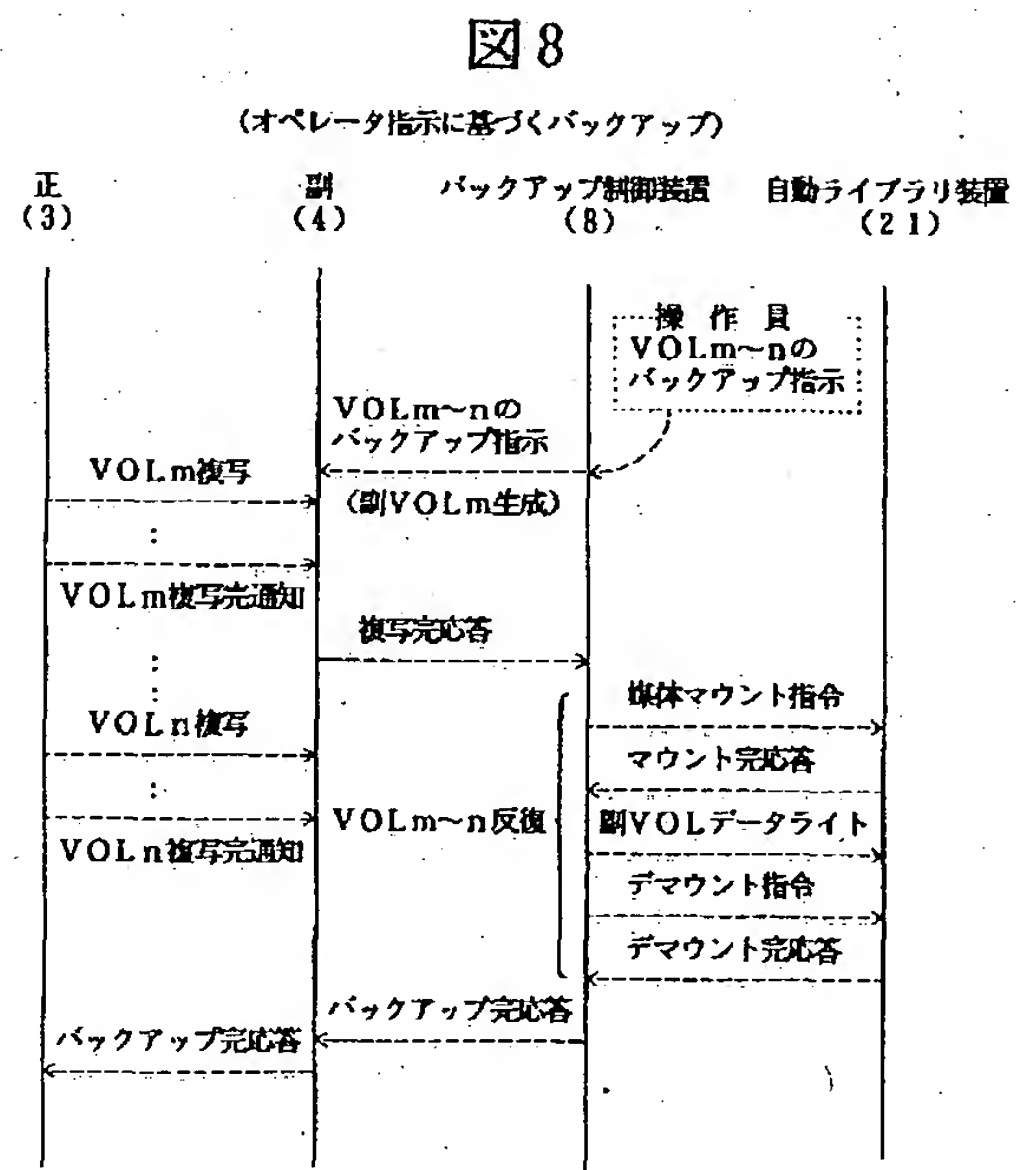 図8
(オペレータ指示に基づくバックアップ)
正 副 バックアップ制御装置 自動ライブラリ装置
(3) (4) (8) (21)
操作員
VOLm~nの
バックアップ指示
VOLm~nの
バックアップ指示
VOLm複写
(副VOLm生成)
:
VOLm複写完通知
複写完応答
:
:
媒体マウント指令
VOLn複写
マウント完応答
:
VOLm~n反復
副VOLデータライト
VOLn複写完通知
デマウント指令
デマウント完応答
バックアップ完応答
バックアップ完応答